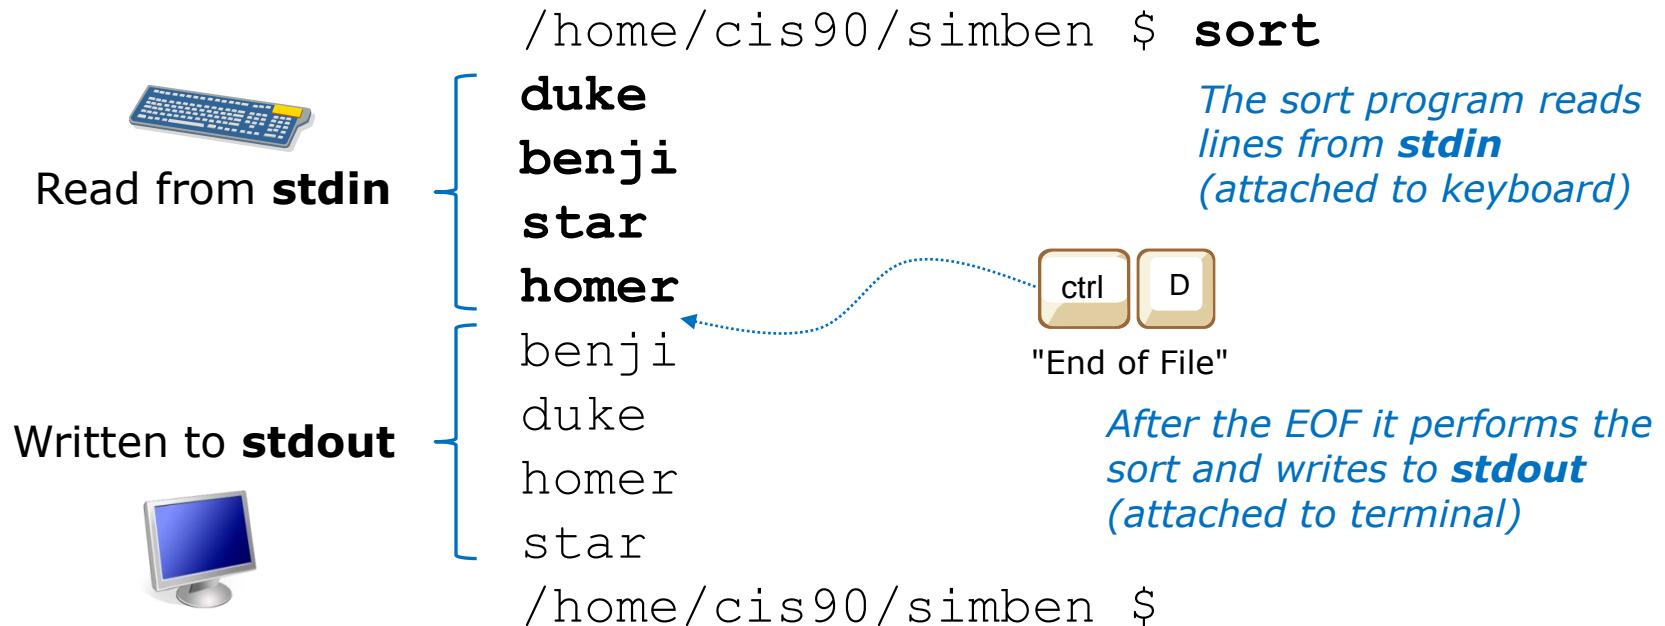 /home/cis90/simben $ sort
duke
benji
star
homer
benji
duke
homer
star
/home/cis90/simben $
Read from stdin
Written to stdout
The sort program reads
lines from stdin
(attached to keyboard)
ctrl D
"End of File"
After the EOF it performs the
sort and writes to stdout
(attached to terminal)